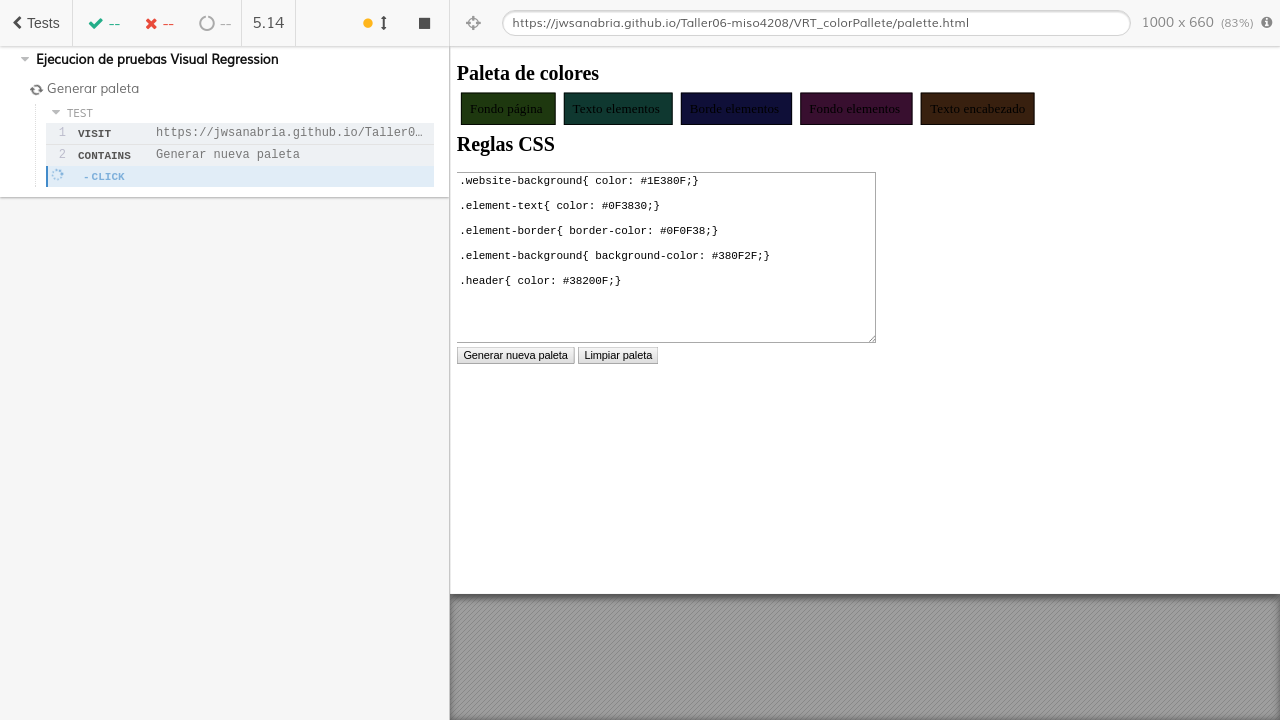 Tests
--
--
--
5.14
https://jwsanabria.github.io/Taller06-miso4208/VRT_colorPallete/palette.html
1000 x 660 (83%)
Ejecucion de pruebas Visual Regression
Generar paleta
TEST
1 VISIT https://jwsanabria.github.io/Taller0…
2 CONTAINS Generar nueva paleta
- CLICK
Paleta de colores
Fondo página Texto elementos Borde elementos Fondo elementos Texto encabezado
Reglas CSS
.website-background{ color: #1E380F;}
.element-text{ color: #0F3830;}
.element-border{ border-color: #0F0F38;}
.element-background{ background-color: #380F2F;}
.header{ color: #38200F;}
Generar nueva paleta Limpiar paleta